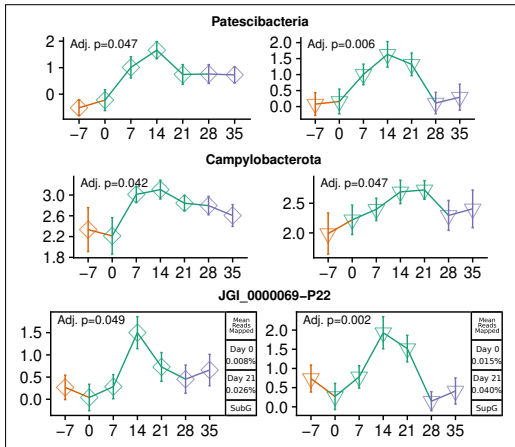 Patescibacteria
Adj. p=0.047
2
1
0
−7 0 7 14 21 28 35
Adj. p=0.006
2.0
1.5
1.0
0.5
0.0
−7 0 7 14 21 28 35
Campylobacterota
Adj. p=0.042
3.0
2.6
2.2
1.8
−7 0 7 14 21 28 35
Adj. p=0.047
2.5
2.0
−7 0 7 14 21 28 35
JGI_0000069−P22
Adj. p=0.049
1.5
1.0
0.5
0.0
−7 0 7 14 21 28 35
Mean
Reads
Mapped
Day 0
0.008%
Day 21
0.026%
SubG
Adj. p=0.002
2.0
1.5
1.0
0.5
0.0
−7 0 7 14 21 28 35
Mean
Reads
Mapped
Day 0
0.015%
Day 21
0.040%
SupG